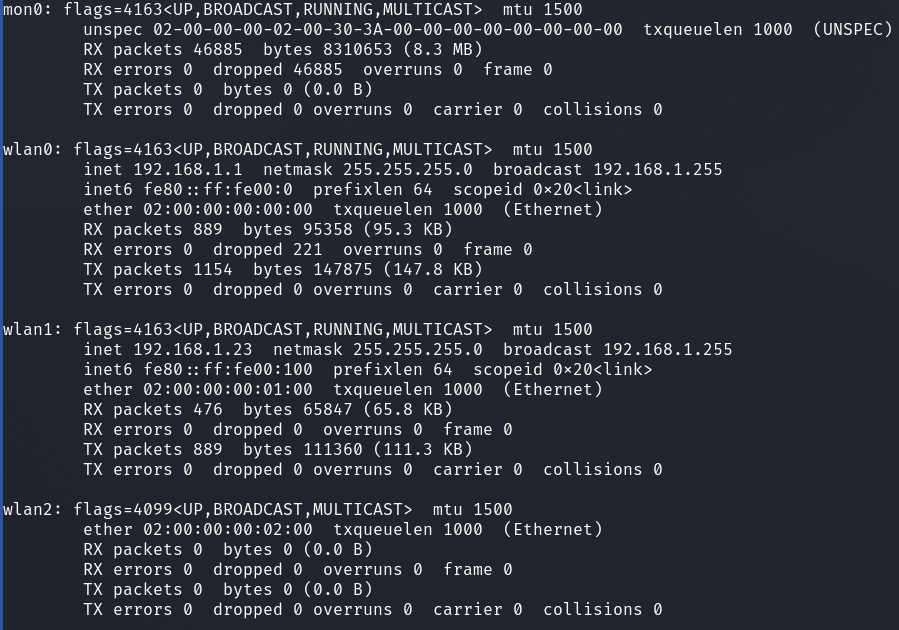 mon0: flags=4163<UP,BROADCAST,RUNNING,MULTICAST>  mtu 1500
        unspec 02-00-00-00-02-00-30-3A-00-00-00-00-00-00-00-00  txqueuelen 1000  (UNSPEC)
        RX packets 46885  bytes 8310653 (8.3 MB)
        RX errors 0  dropped 46885  overruns 0  frame 0
        TX packets 0  bytes 0 (0.0 B)
        TX errors 0  dropped 0 overruns 0  carrier 0  collisions 0

wlan0: flags=4163<UP,BROADCAST,RUNNING,MULTICAST>  mtu 1500
        inet 192.168.1.1  netmask 255.255.255.0  broadcast 192.168.1.255
        inet6 fe80::ff:fe00:0  prefixlen 64  scopeid 0x20<link>
        ether 02:00:00:00:00:00  txqueuelen 1000  (Ethernet)
        RX packets 889  bytes 95358 (95.3 KB)
        RX errors 0  dropped 221  overruns 0  frame 0
        TX packets 1154  bytes 147875 (147.8 KB)
        TX errors 0  dropped 0 overruns 0  carrier 0  collisions 0

wlan1: flags=4163<UP,BROADCAST,RUNNING,MULTICAST>  mtu 1500
        inet 192.168.1.23  netmask 255.255.255.0  broadcast 192.168.1.255
        inet6 fe80::ff:fe00:100  prefixlen 64  scopeid 0x20<link>
        ether 02:00:00:00:01:00  txqueuelen 1000  (Ethernet)
        RX packets 476  bytes 65847 (65.8 KB)
        RX errors 0  dropped 0  overruns 0  frame 0
        TX packets 889  bytes 111360 (111.3 KB)
        TX errors 0  dropped 0 overruns 0  carrier 0  collisions 0

wlan2: flags=4099<UP,BROADCAST,MULTICAST>  mtu 1500
        ether 02:00:00:00:02:00  txqueuelen 1000  (Ethernet)
        RX packets 0  bytes 0 (0.0 B)
        RX errors 0  dropped 0  overruns 0  frame 0
        TX packets 0  bytes 0 (0.0 B)
        TX errors 0  dropped 0 overruns 0  carrier 0  collisions 0